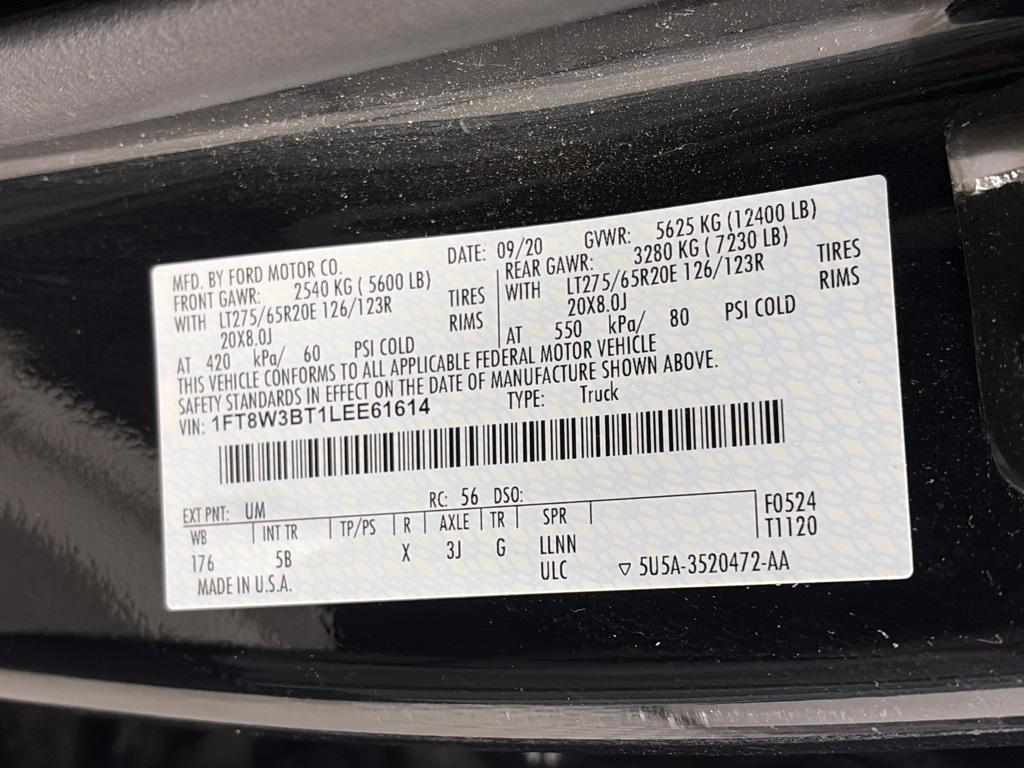 MFD. BY FORD MOTOR CO.
DATE: 09/20 GVWR: 5625 KG (12400 LB)
FRONT GAWR: 2540 KG ( 5600 LB)
REAR GAWR: 3280 KG ( 7230 LB)
WITH LT275/65R20E 126/123R TIRES
WITH LT275/65R20E 126/123R TIRES
20X8.0J RIMS
20X8.0J RIMS
AT 420 kPa/ 60 PSI COLD
AT 550 kPa/ 80 PSI COLD
THIS VEHICLE CONFORMS TO ALL APPLICABLE FEDERAL MOTOR VEHICLE
SAFETY STANDARDS IN EFFECT ON THE DATE OF MANUFACTURE SHOWN ABOVE.
VIN: 1FT8W3BT1LEE61614 TYPE: Truck
EXT PNT: UM RC: 56 DSO:
WB INT TR TP/PS R AXLE TR SPR F0524
176 5B X 3J G LLNN T1120
MADE IN U.S.A. ULC ▽ 5U5A-3520472-AA